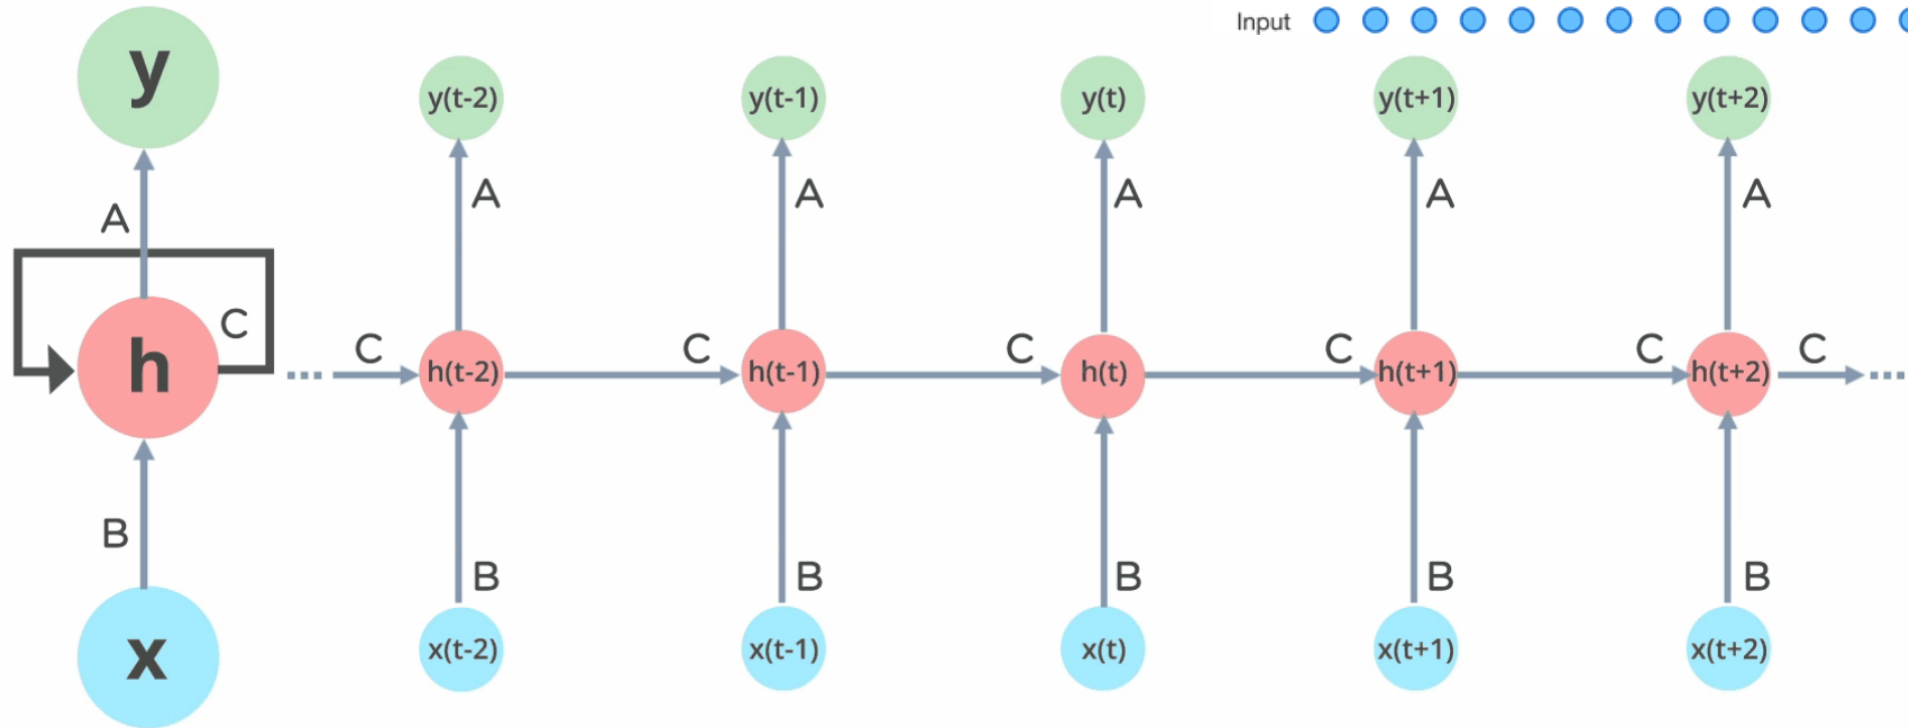 Input
y y(t-2) y(t-1) y(t) y(t+1) y(t+2)
A A A A A A
h C C h(t-2) C h(t-1) C h(t) C h(t+1) C h(t+2) C
B B B B B B
x x(t-2) x(t-1) x(t) x(t+1) x(t+2)